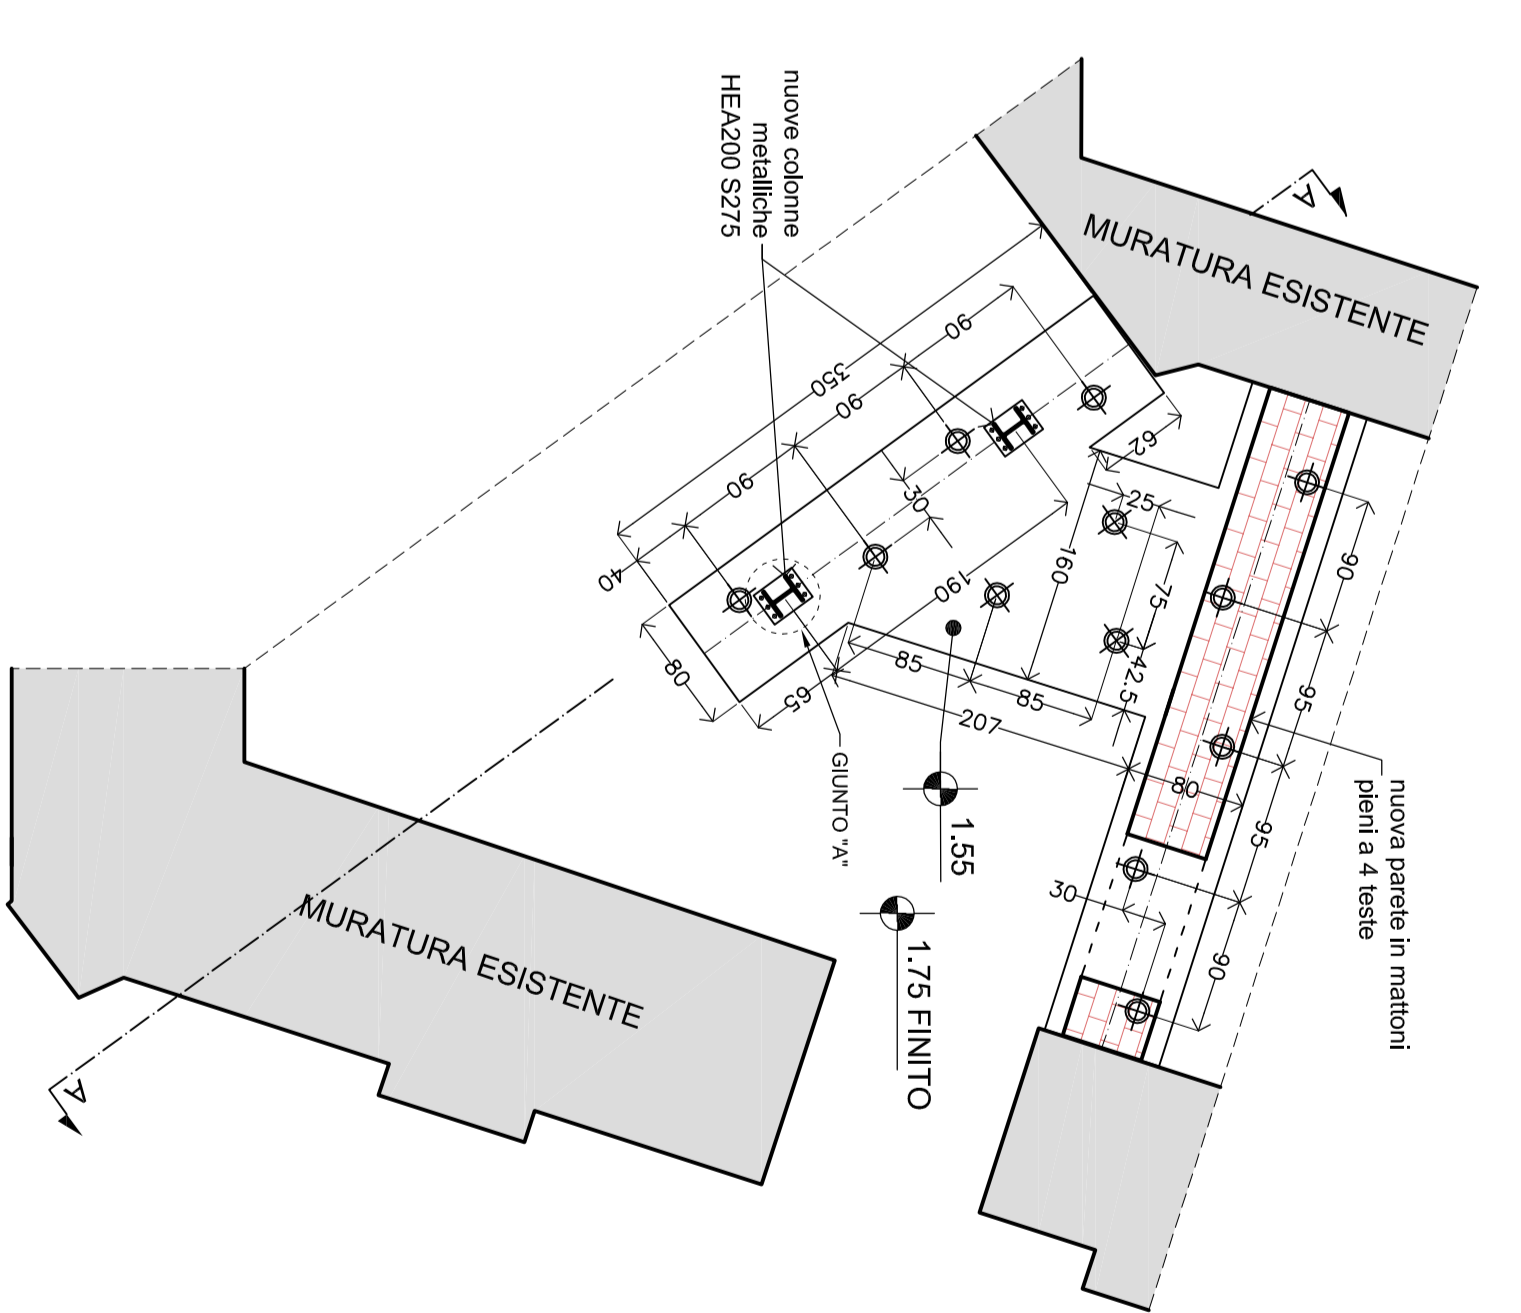 nuove colonne
metalliche
HEA200 S275
A
MURATURA ESISTENTE
90
350
90
90
40
30
62
25
160
75
190
42.5
85
85
207
80
65
80
90
95
95
90
30
nuova parete in mattoni
pieni a 4 teste
GIUNTO "A"
1.55
1.75 FINITO
MURATURA ESISTENTE
A